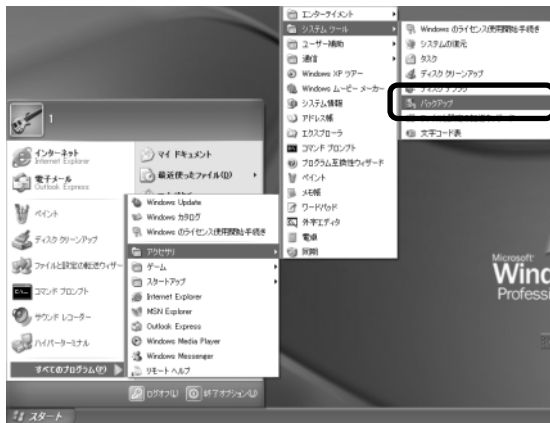 1
インターネット
Internet Explorer
電子メール
Outlook Express
ペイント
ディスク クリーンアップ
ファイルと設定の転送ウィザー
コマンド プロンプト
サウンド レコーダー
ハイパーターミナル
すべてのプログラム(P)
マイ ドキュメント
最近使ったファイル(D)
Windows Update
Windows カタログ
Windows のライセンス使用開始手続き
アクセサリ
ゲーム
スタートアップ
Internet Explorer
MSN Explorer
Outlook Express
Windows Media Player
Windows Messenger
リモート ヘルプ
ログオフ(L)
終了オプション(U)
スタート
エンターテイメント
システム ツール
ユーザー補助
通信
Windows XP ツアー
Windows ムービー メーカー
システム情報
アドレス帳
エクスプローラ
コマンド プロンプト
プログラム互換性ウィザード
ペイント
メモ帳
ワードパッド
外字エディタ
電卓
同期
Windows のライセンス使用開始手続き
システムの復元
タスク
ディスク クリーンアップ
バックアップ
文字コード表
Microsoft
Wind
Professi